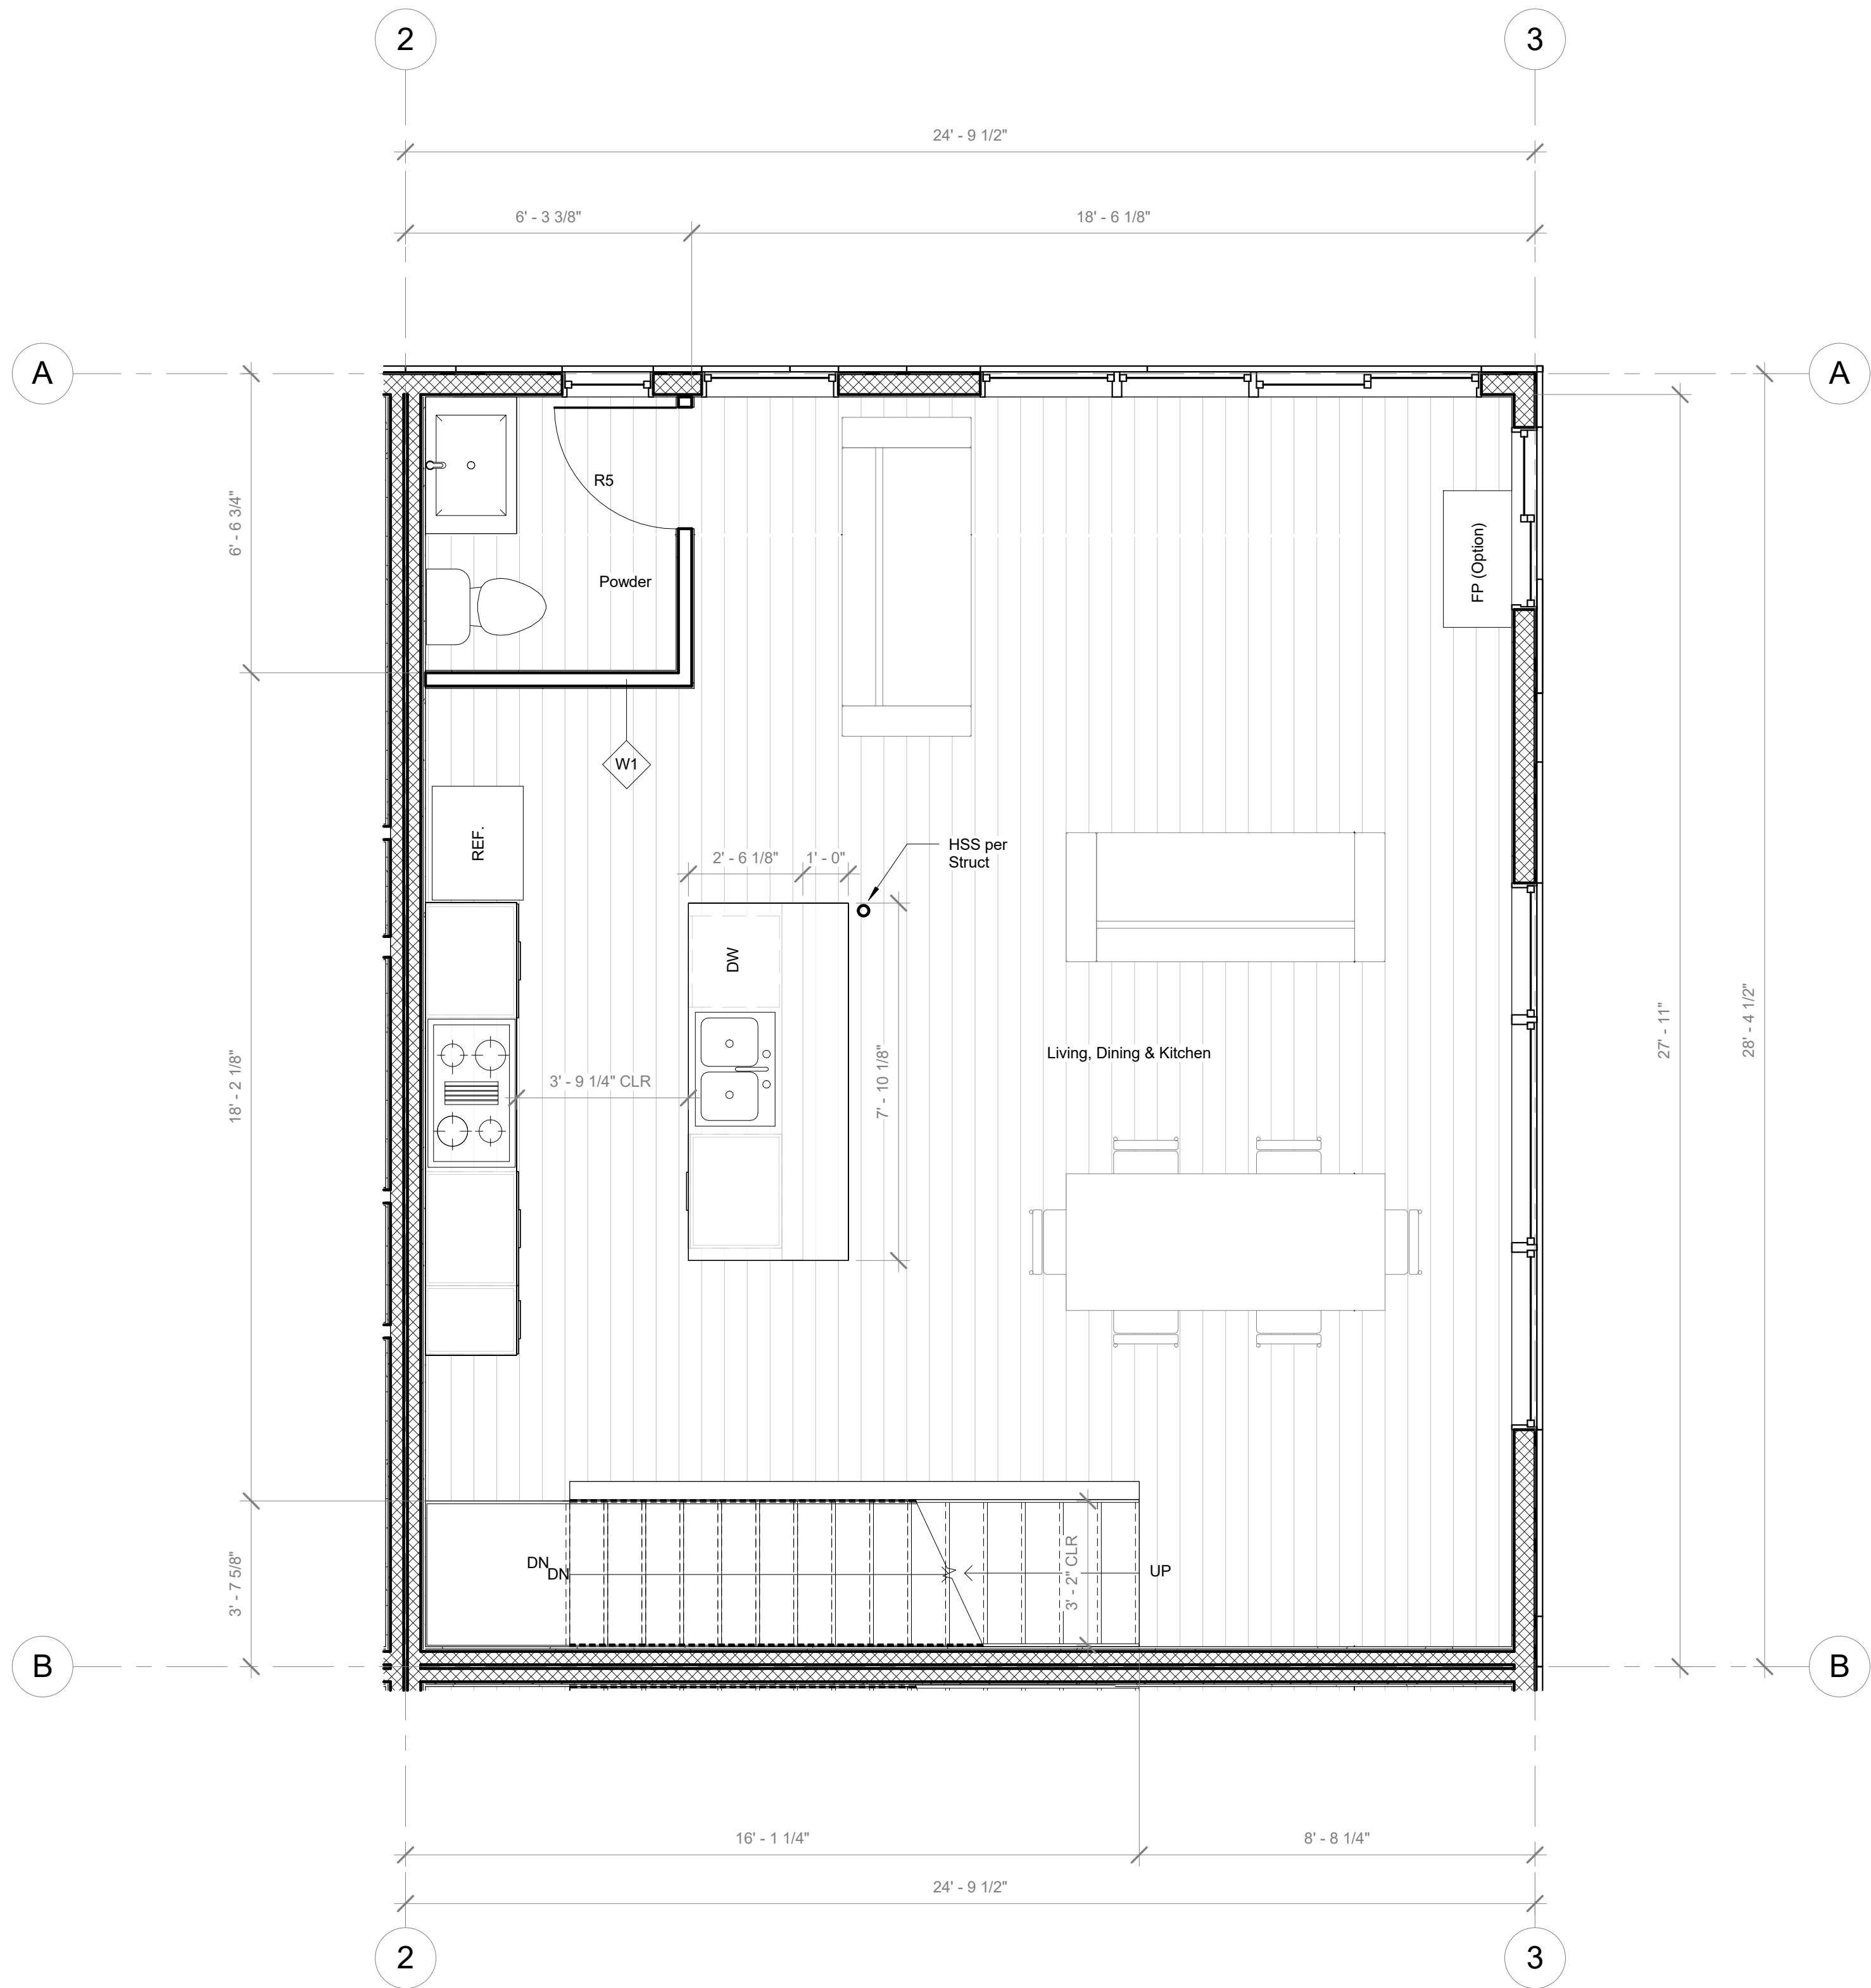 2
3
24' - 9 1/2"
6' - 3 3/8"
18' - 6 1/8"
A
A
R5
6' - 6 3/4"
FP (Option)
Powder
W1
REF.
HSS per
Struct
2' - 6 1/8"
1' - 0"
DW
27' - 11"
28' - 4 1/2"
Living, Dining & Kitchen
18' - 2 1/8"
3' - 9 1/4" CLR
7' - 10 1/8"
DN
DN
3' - 2" CLR
UP
3' - 7 5/8"
B
B
16' - 1 1/4"
8' - 8 1/4"
24' - 9 1/2"
2
3